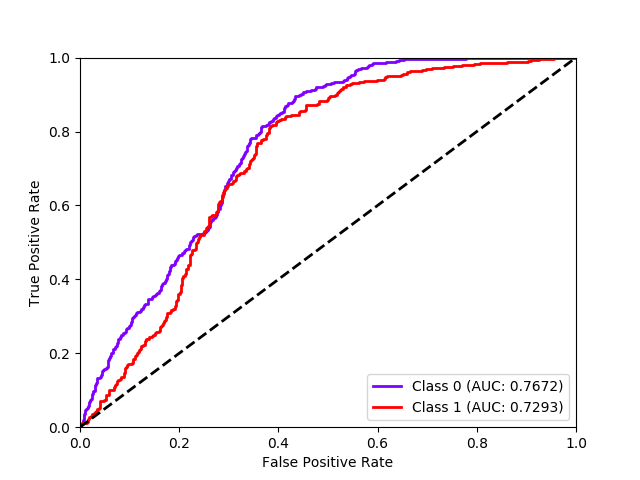 1.0
0.8
0.6
0.4
0.2
0.0
True Positive Rate
0.0 0.2 0.4 0.6 0.8 1.0
False Positive Rate
Class 0 (AUC: 0.7672)
Class 1 (AUC: 0.7293)